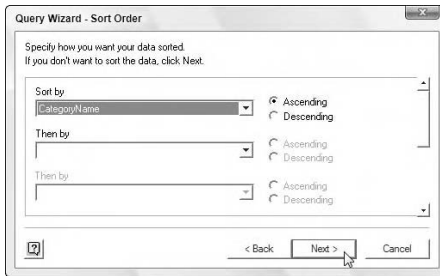 Query Wizard - Sort Order
Specify how you want your data sorted.
If you don't want to sort the data, click Next.
Sort by
CategoryName
Ascending
Descending
Then by
Ascending
Descending
Then by
Ascending
Descending
< Back
Next >
Cancel